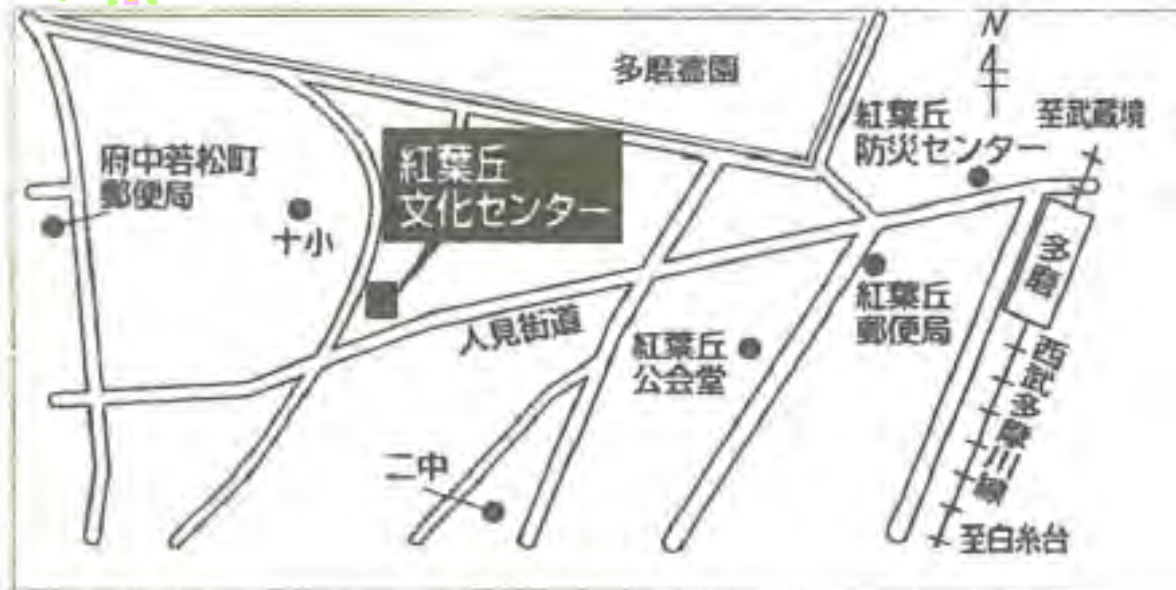 多磨霊園
N
紅葉丘
防災センター
至武蔵境
府中若松町
郵便局
十小
紅葉丘
文化センター
多磨
紅葉丘
郵便局
人見街道
紅葉丘
公会堂
西武多摩川線
二中
至白糸台